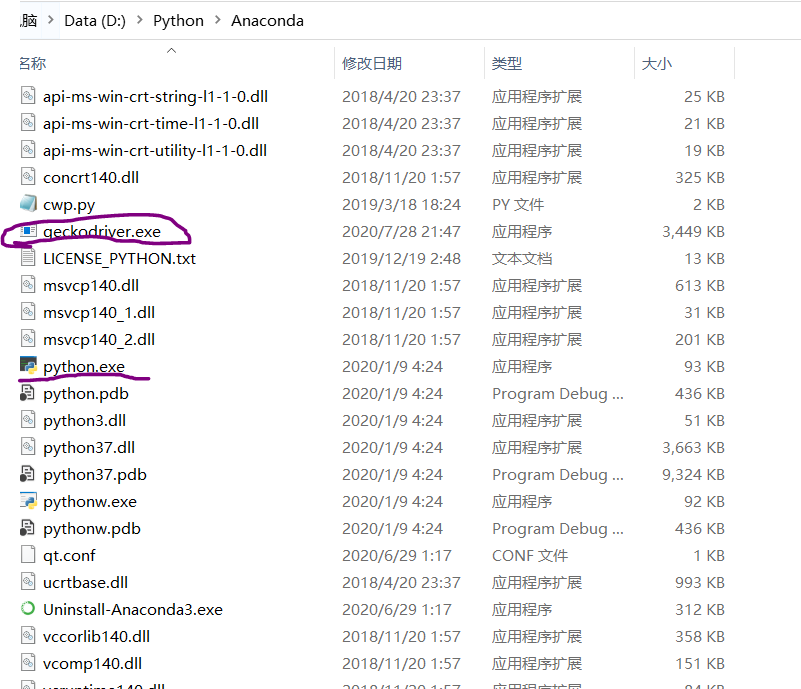 脑 > Data (D:) > Python > Anaconda
名称 修改日期 类型 大小
api-ms-win-crt-string-l1-1-0.dll 2018/4/20 23:37 应用程序扩展 25 KB
api-ms-win-crt-time-l1-1-0.dll 2018/4/20 23:37 应用程序扩展 21 KB
api-ms-win-crt-utility-l1-1-0.dll 2018/4/20 23:37 应用程序扩展 19 KB
concrt140.dll 2018/11/20 1:57 应用程序扩展 325 KB
cwp.py 2019/3/18 18:24 PY 文件 2 KB
geckodriver.exe 2020/7/28 21:47 应用程序 3,449 KB
LICENSE_PYTHON.txt 2019/12/19 2:48 文本文档 13 KB
msvcp140.dll 2018/11/20 1:57 应用程序扩展 613 KB
msvcp140_1.dll 2018/11/20 1:57 应用程序扩展 31 KB
msvcp140_2.dll 2018/11/20 1:57 应用程序扩展 201 KB
python.exe 2020/1/9 4:24 应用程序 93 KB
python.pdb 2020/1/9 4:24 Program Debug ... 436 KB
python3.dll 2020/1/9 4:24 应用程序扩展 51 KB
python37.dll 2020/1/9 4:24 应用程序扩展 3,663 KB
python37.pdb 2020/1/9 4:24 Program Debug ... 9,324 KB
pythonw.exe 2020/1/9 4:24 应用程序 92 KB
pythonw.pdb 2020/1/9 4:24 Program Debug ... 436 KB
qt.conf 2020/6/29 1:17 CONF 文件 1 KB
ucrtbase.dll 2018/4/20 23:37 应用程序扩展 993 KB
Uninstall-Anaconda3.exe 2020/6/29 1:17 应用程序 312 KB
vccorlib140.dll 2018/11/20 1:57 应用程序扩展 358 KB
vcomp140.dll 2018/11/20 1:57 应用程序扩展 151 KB
vcruntime140.dll 2018/11/20 1:57 应用程序扩展 84 KB